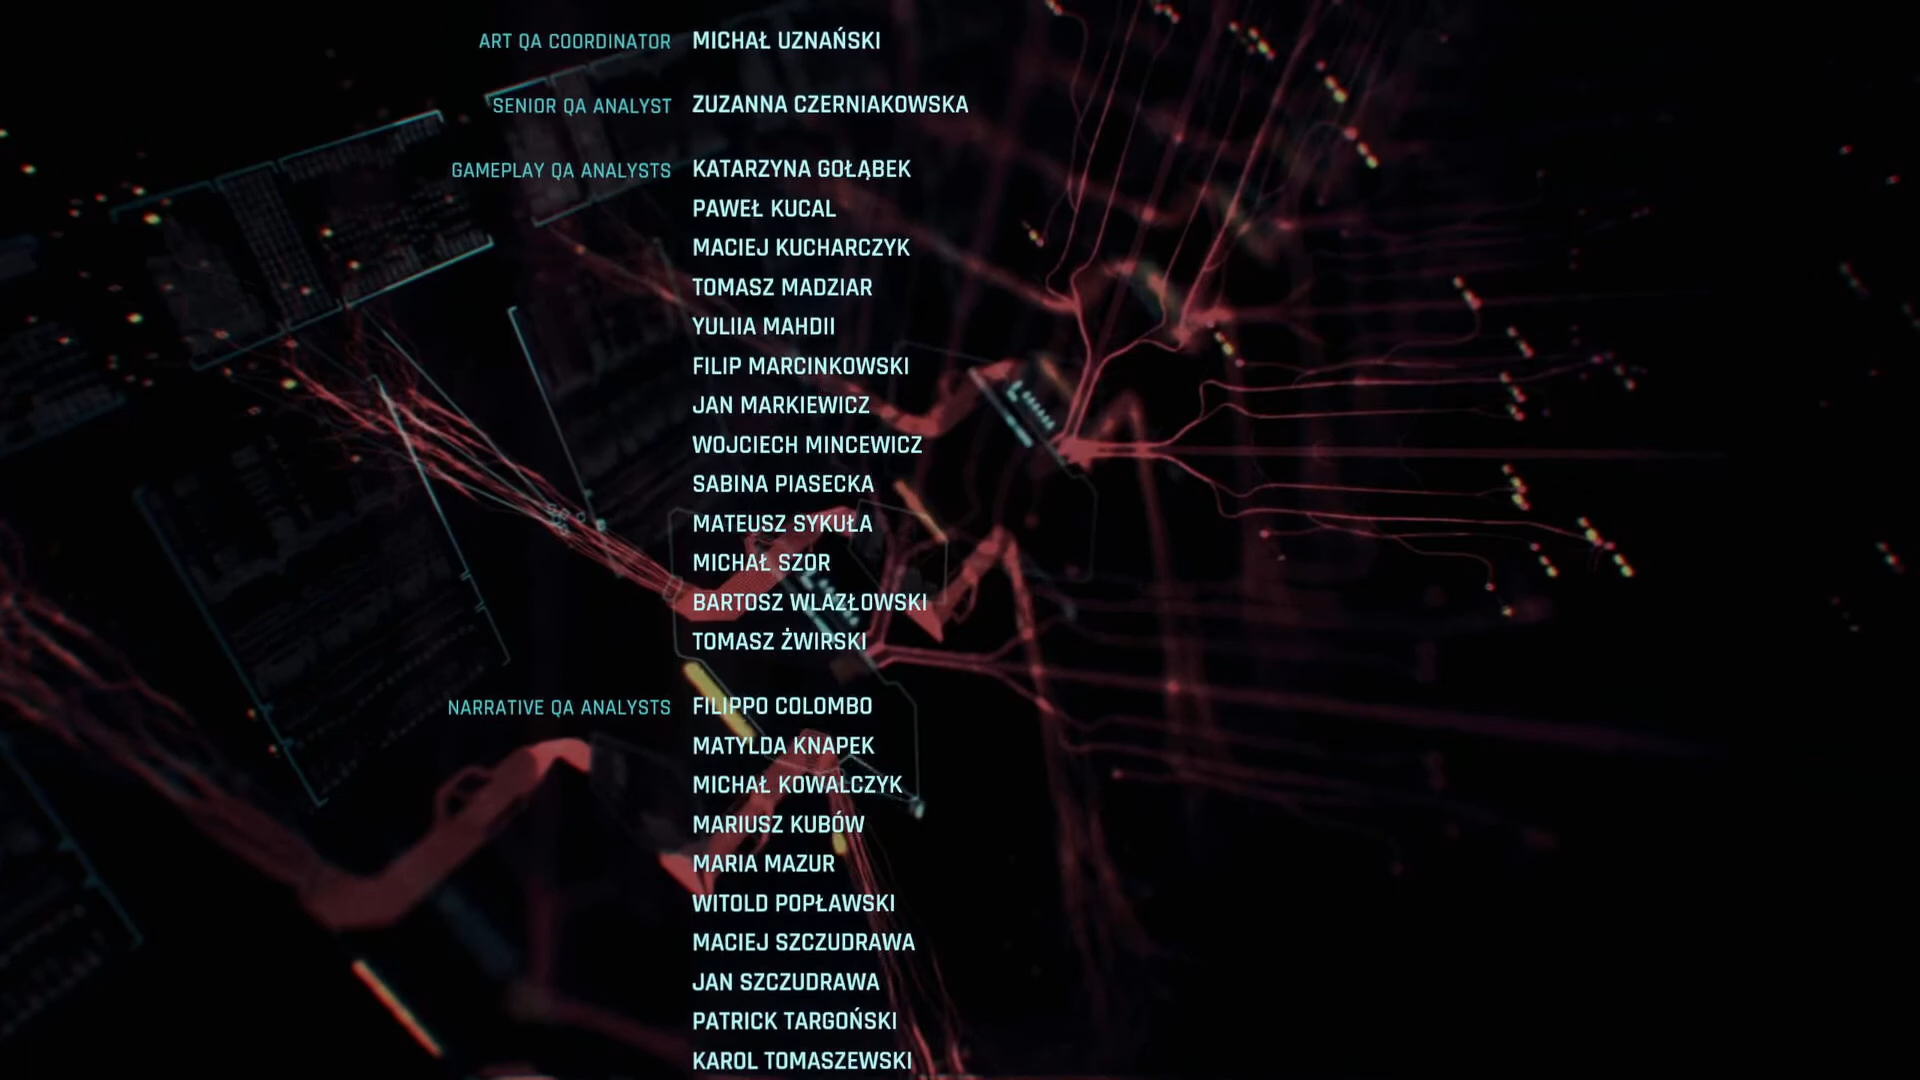 ART QA COORDINATOR MICHAŁ UZNAŃSKI
SENIOR QA ANALYST ZUZANNA CZERNIAKOWSKA
GAMEPLAY QA ANALYSTS KATARZYNA GOŁĄBEK
PAWEŁ KUCAL
MACIEJ KUCHARCZYK
TOMASZ MADZIAR
YULIIA MAHDII
FILIP MARCINKOWSKI
JAN MARKIEWICZ
WOJCIECH MINCEWICZ
SABINA PIASECKA
MATEUSZ SYKUŁA
MICHAŁ SZOR
BARTOSZ WLAZŁOWSKI
TOMASZ ŻWIRSKI
NARRATIVE QA ANALYSTS FILIPPO COLOMBO
MATYLDA KNAPEK
MICHAŁ KOWALCZYK
MARIUSZ KUBÓW
MARIA MAZUR
WITOLD POPŁAWSKI
MACIEJ SZCZUDRAWA
JAN SZCZUDRAWA
PATRICK TARGOŃSKI
KAROL TOMASZEWSKI